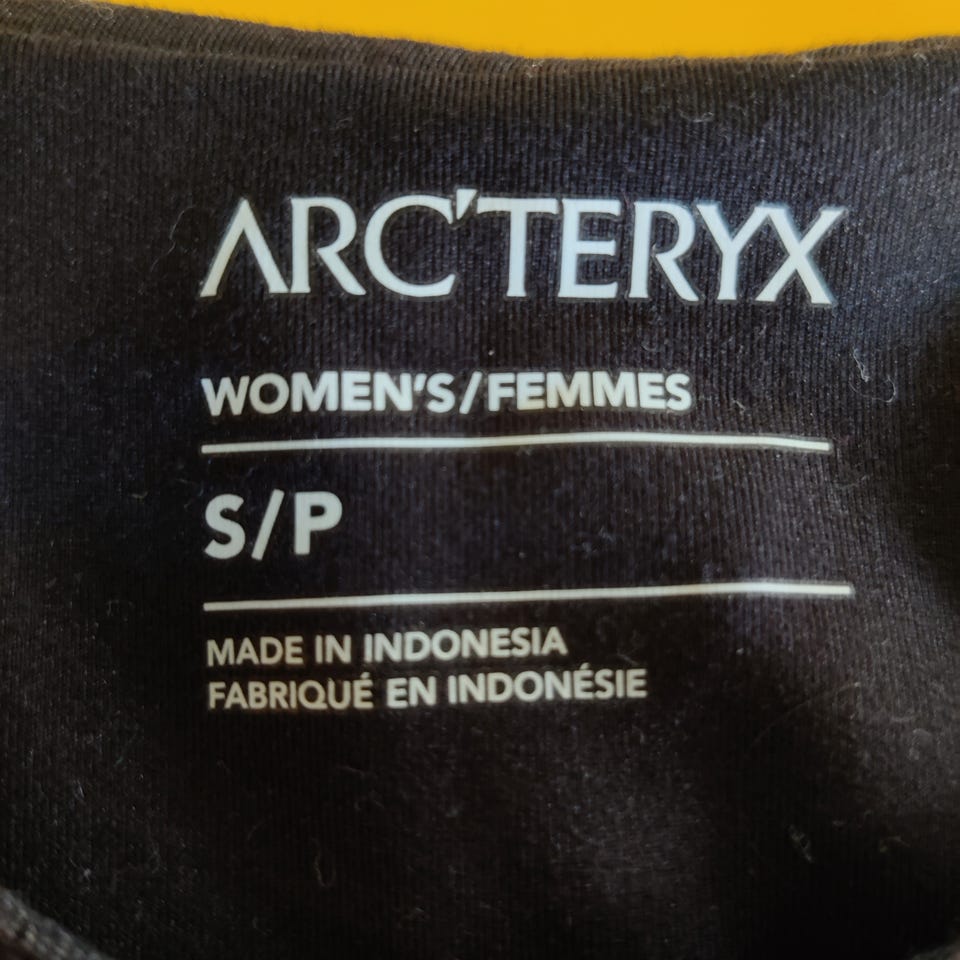 ARC'TERYX
WOMEN'S/FEMMES
S/P
MADE IN INDONESIA
FABRIQUÉ EN INDONÉSIE